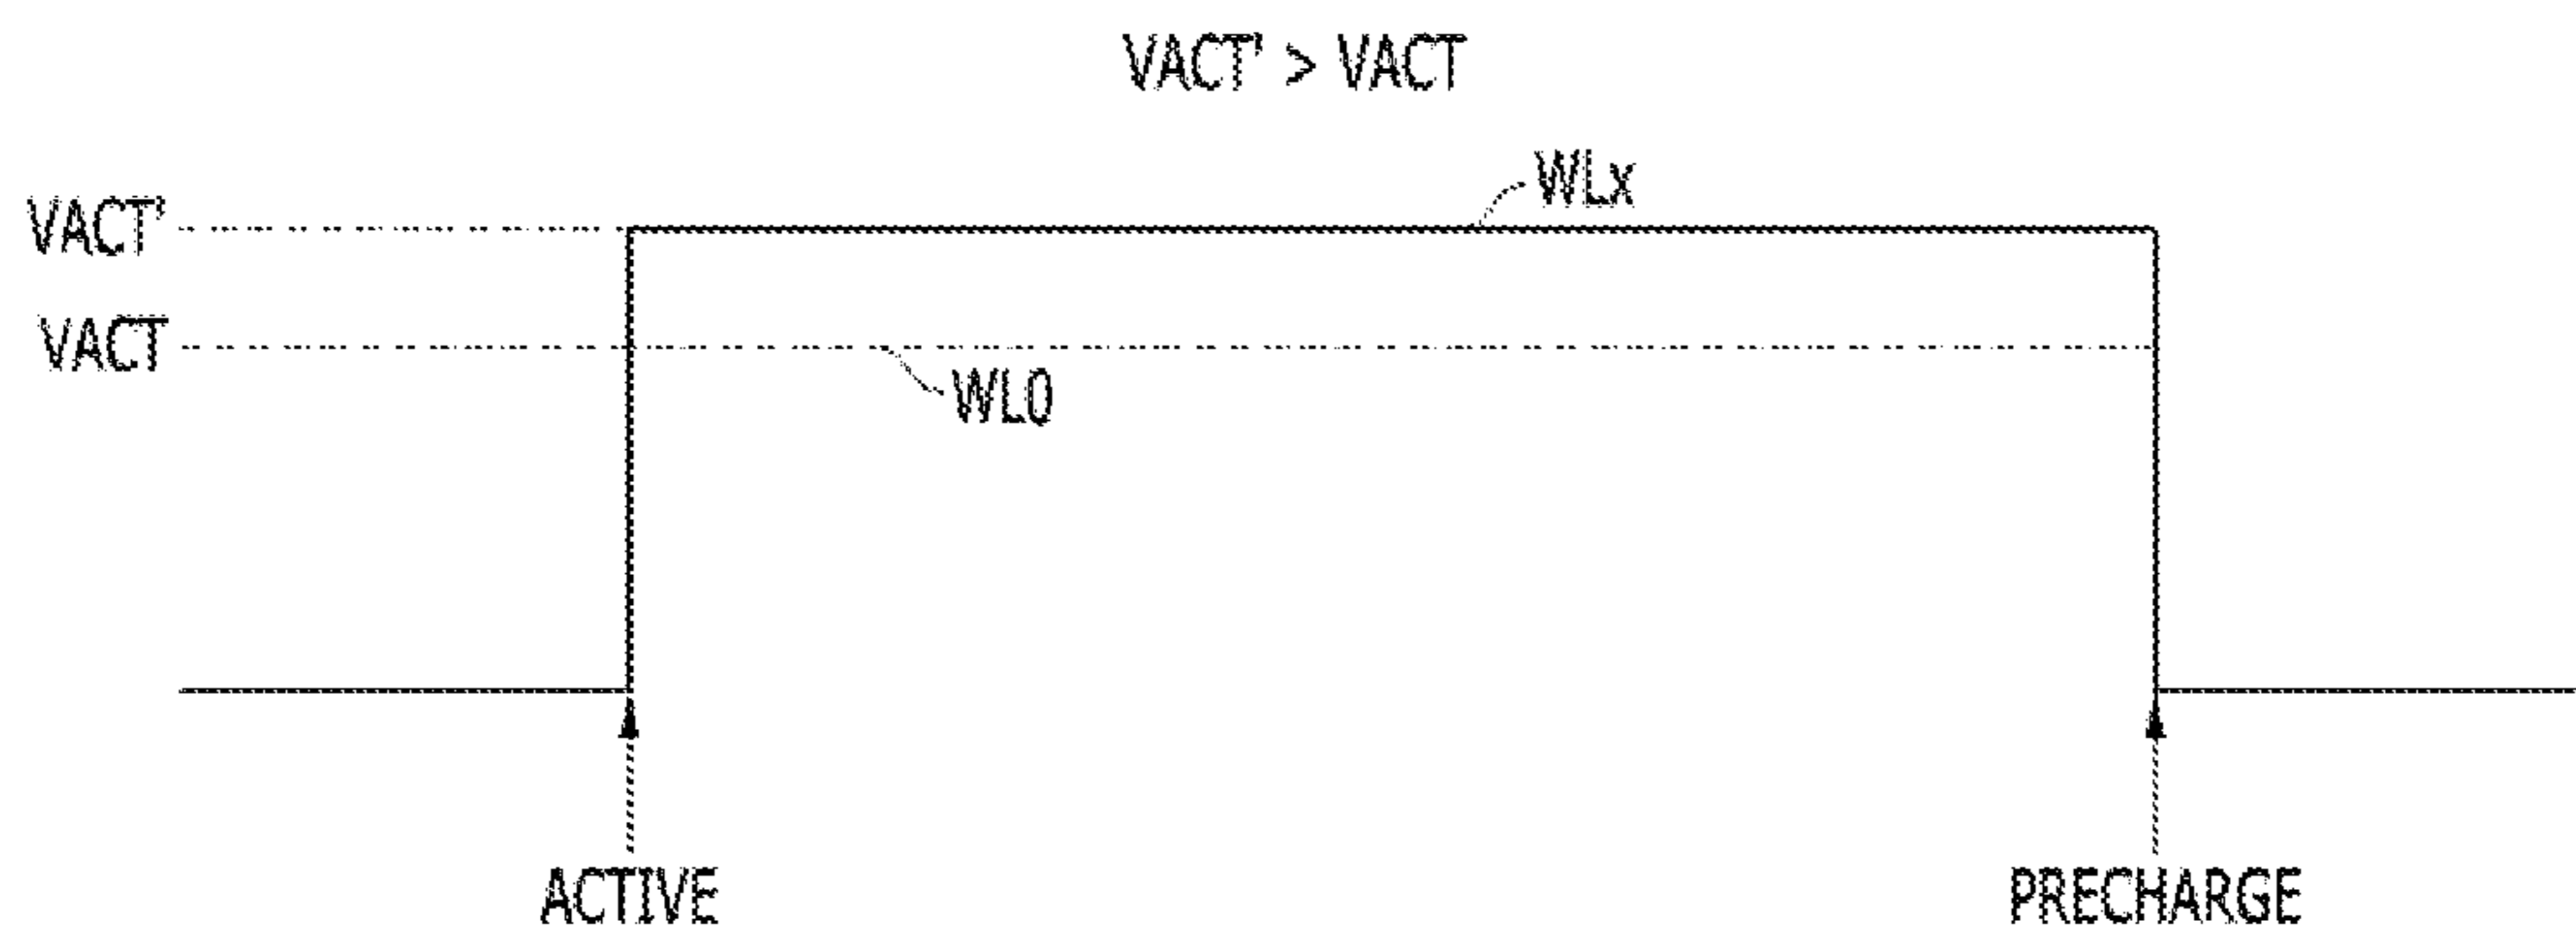 VACT' > VACT
WLx
VACT'
VACT
WL0
ACTIVE
PRECHARGE